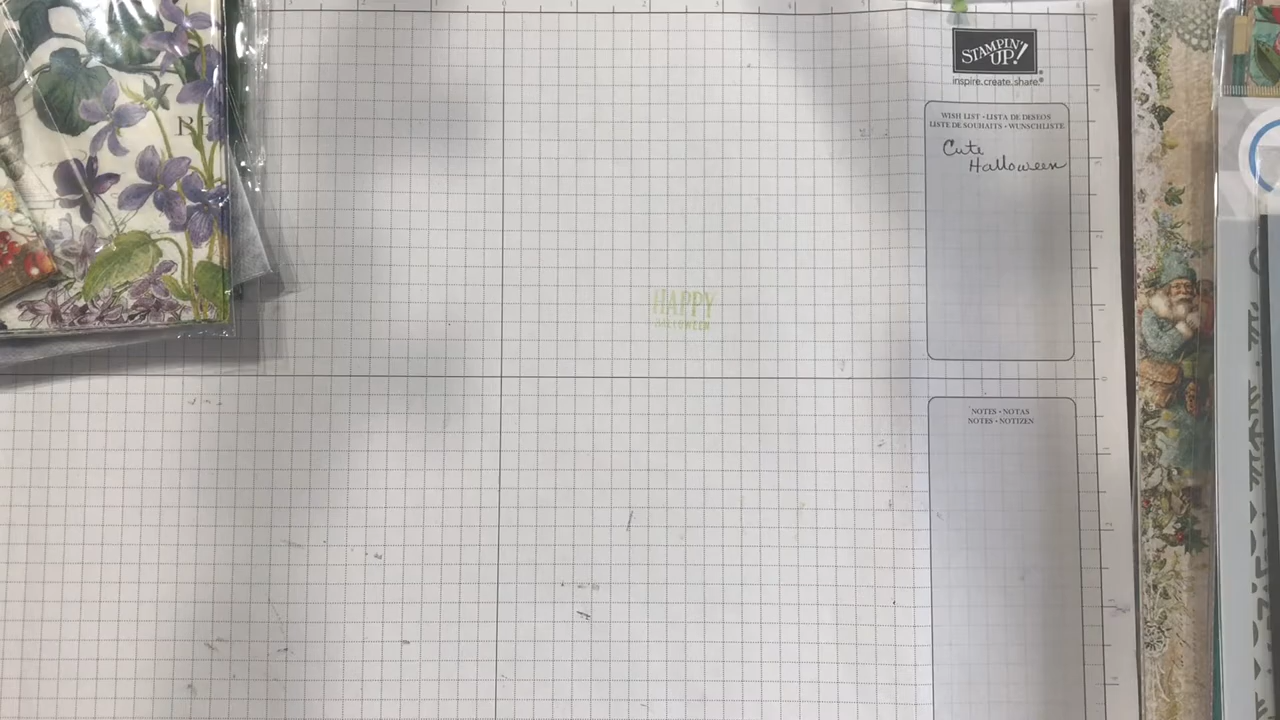 STAMPIN' UP!
inspire.create.share.
WISH LIST • LISTA DE DESEOS
LISTE DE SOUHAITS • WUNSCHLISTE
Cute
Halloween
HAPPY
HALLOWEEN
NOTES • NOTAS
NOTES • NOTIZEN